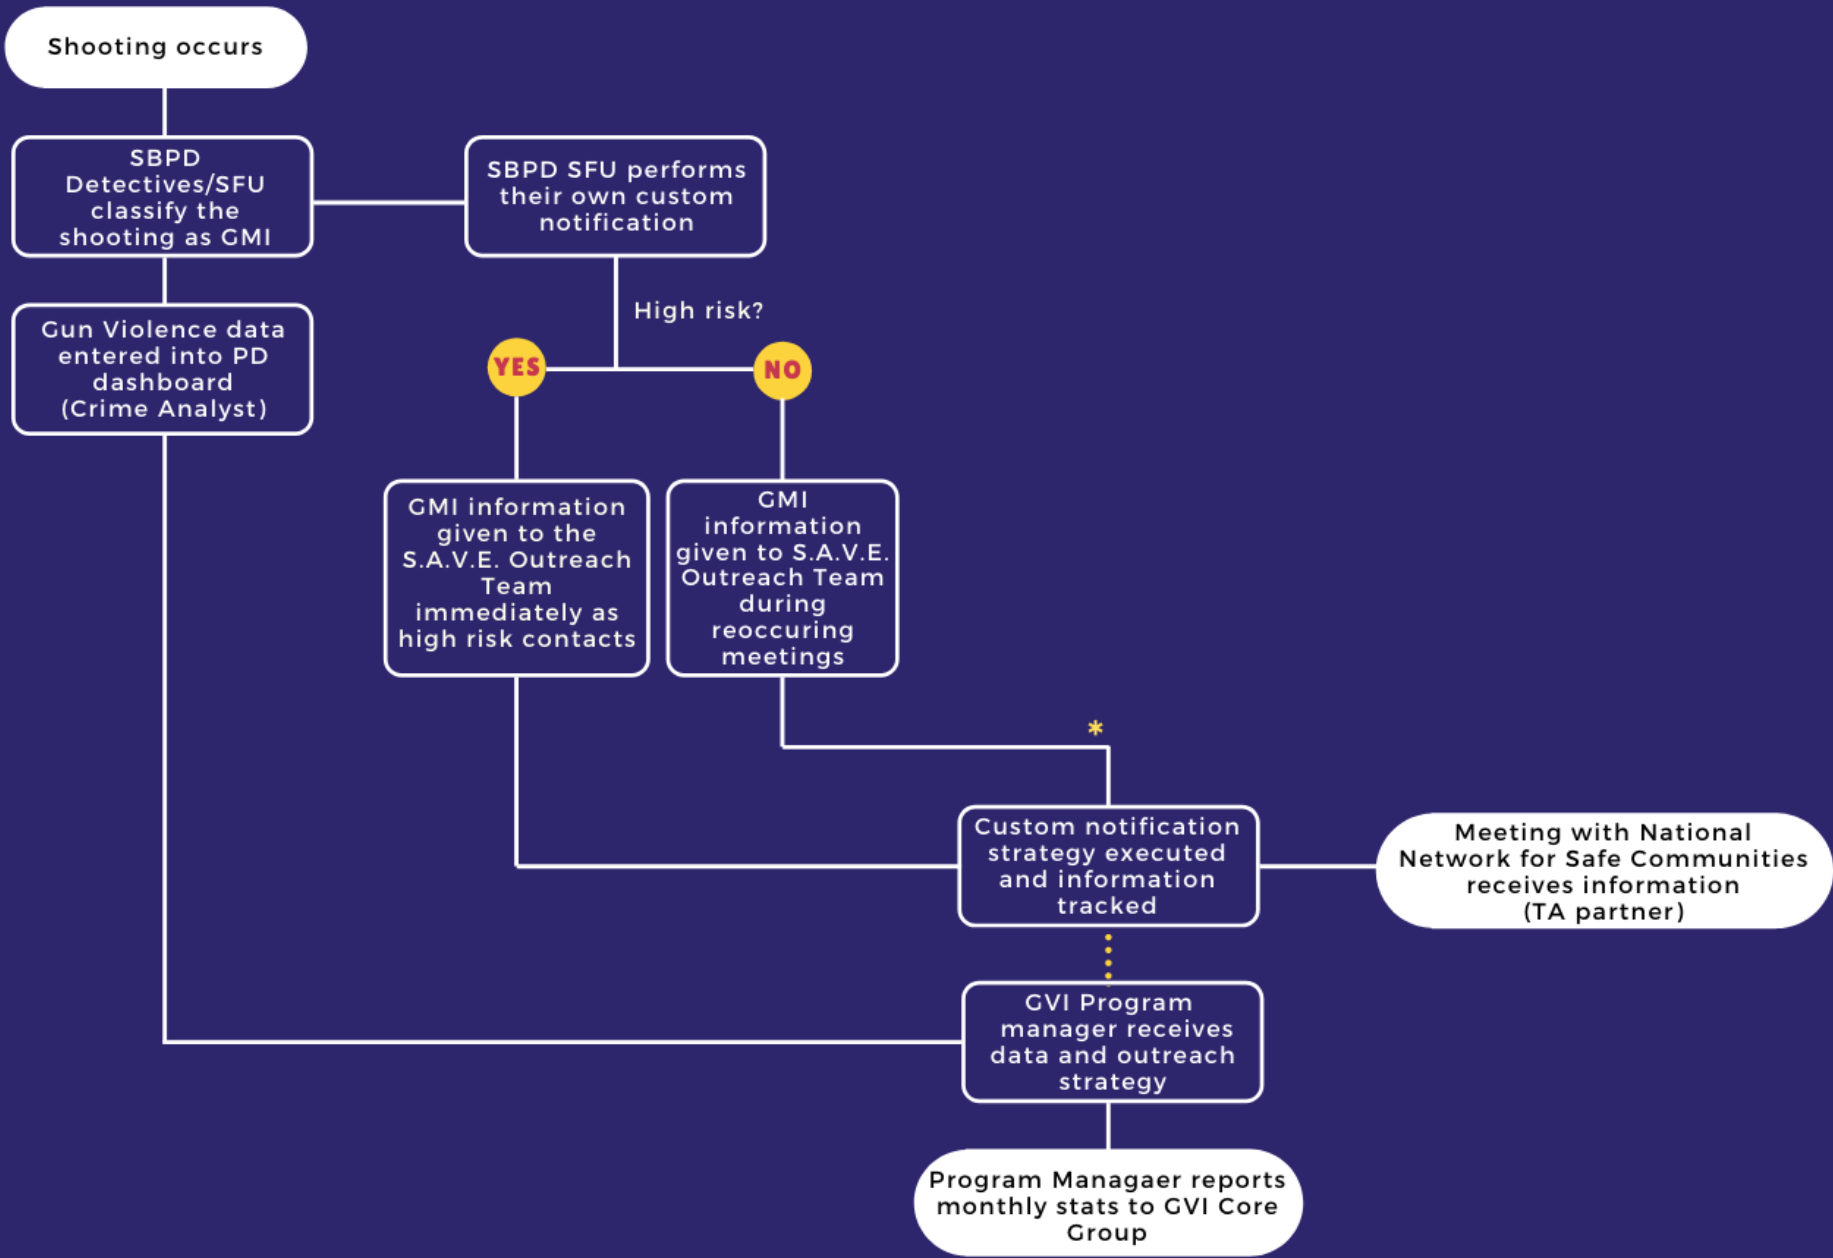 Shooting occurs
SBPD
Detectives/SFU
classify the
shooting as GMI
SBPD SFU performs
their own custom
notification
Gun Violence data
entered into PD
dashboard
(Crime Analyst)
High risk?
YES
NO
GMI information
given to the
S.A.V.E. Outreach
Team
immediately as
high risk contacts
GMI
information
given to S.A.V.E.
Outreach Team
during
reoccuring
meetings
*
Custom notification
strategy executed
and information
tracked
Meeting with National
Network for Safe Communities
receives information
(TA partner)
GVI Program
manager receives
data and outreach
strategy
Program Managaer reports
monthly stats to GVI Core
Group